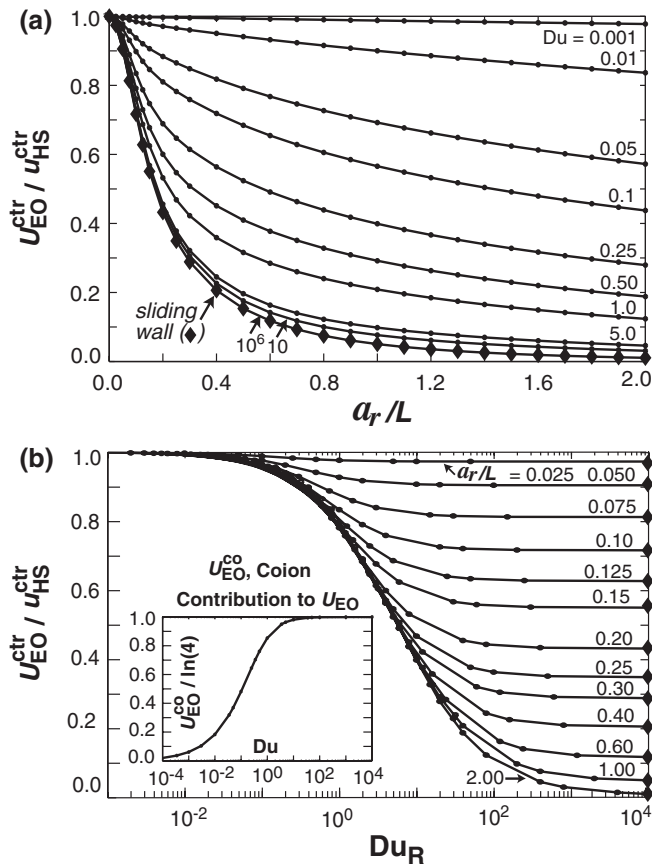 (a)
1.0
0.8
0.6
0.4
0.2
0.0
U_EO^ctr / u_HS^ctr
Du = 0.001
0.01
0.05
0.1
0.25
0.50
1.0
5.0
sliding
wall (◆)
10^6 10
0.0 0.4 0.8 1.2 1.6 2.0
a_r/L
(b)
1.0
0.8
0.6
0.4
0.2
0.0
U_EO^ctr / u_HS^ctr
a_r/L = 0.025 0.050
0.075
0.10
0.125
0.15
0.20
0.25
0.30
0.40
0.60
1.00
2.00
U_EO^co, Coion
Contribution to U_EO
1.0
0.8
0.6
0.4
0.2
0.0
U_EO^co / ln(4)
Du
10^-4 10^-2 10^0 10^2 10^4
10^-2 10^0 10^2 10^4
Du_R